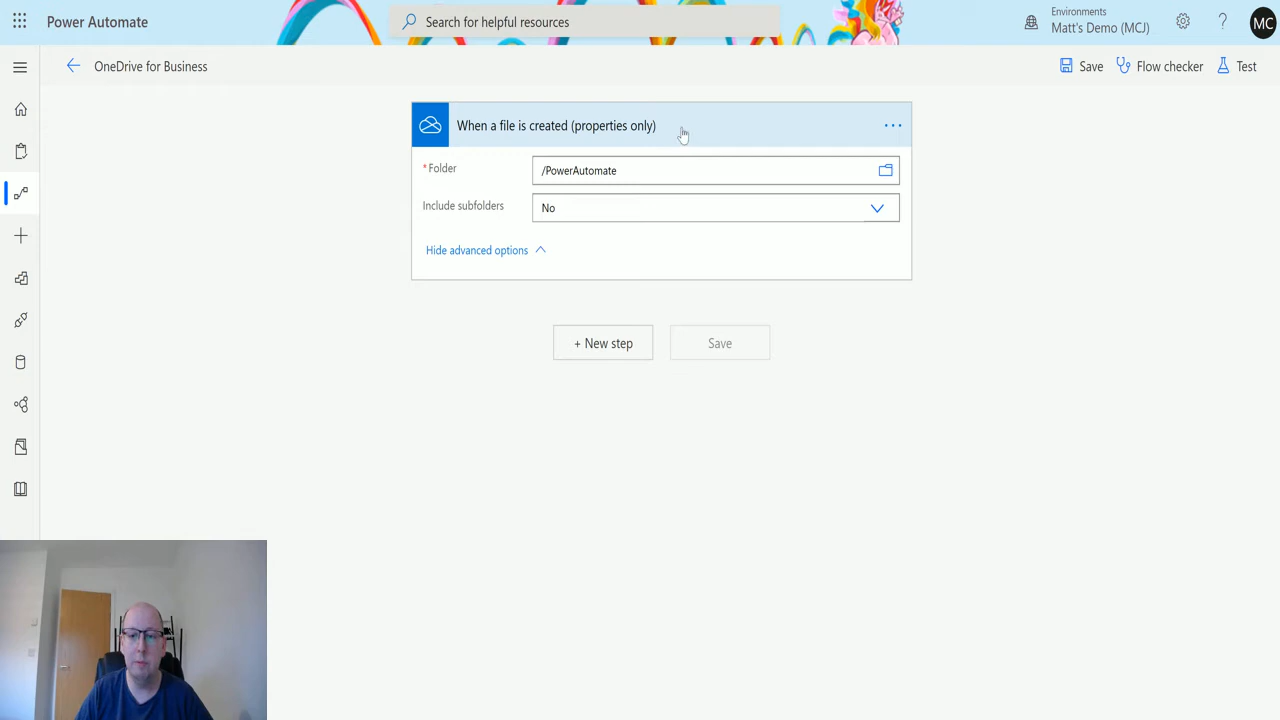 Power Automate
Search for helpful resources
Environments
Matt's Demo (MCJ)
MC
OneDrive for Business
Save
Flow checker
Test
When a file is created (properties only)
* Folder
/PowerAutomate
Include subfolders
No
Hide advanced options
+ New step
Save